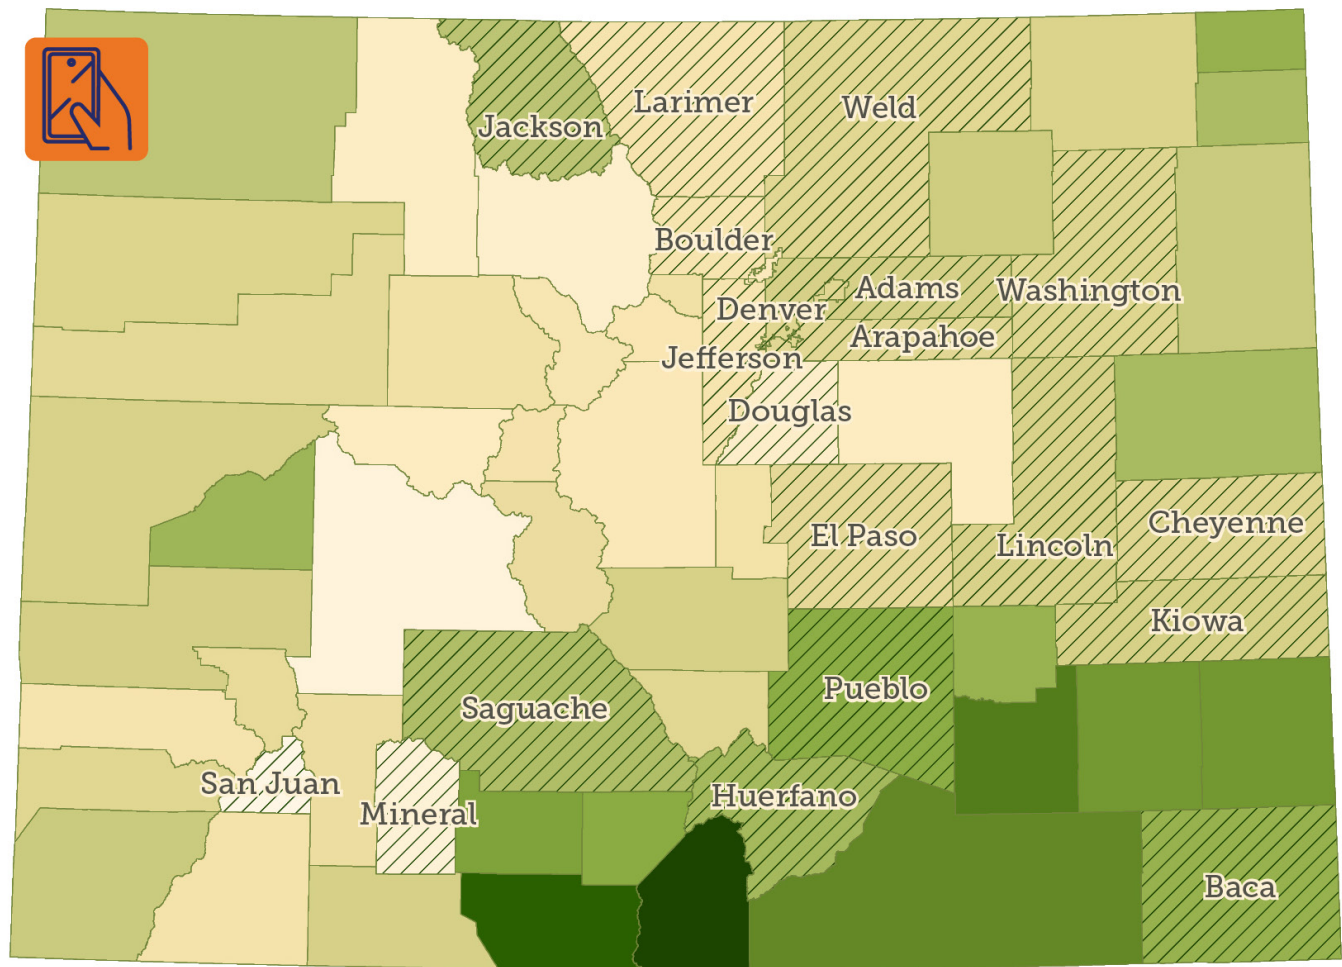 Larimer
Weld
Jackson
Boulder
Adams
Washington
Denver
Arapahoe
Jefferson
Douglas
Cheyenne
El Paso
Lincoln
Kiowa
Pueblo
Saguache
San Juan
Huerfano
Mineral
Baca